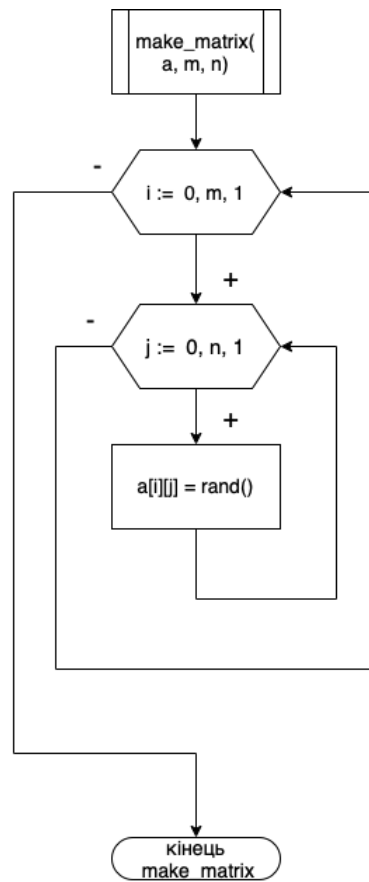 make_matrix(
a, m, n)
-
i := 0, m, 1
+
-
j := 0, n, 1
+
a[i][j] = rand()
кінець
make_matrix